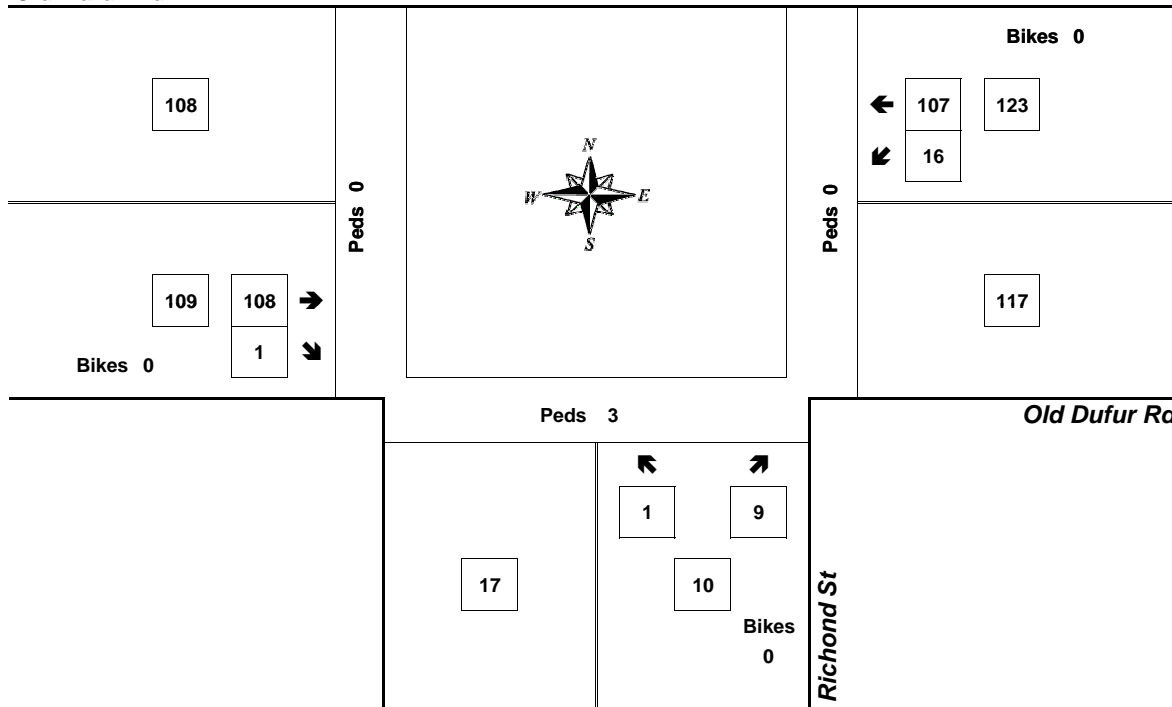 Bikes 0
108
107 123
16
N
W E
S
Peds 0
Peds 0
109 108
1
117
Bikes 0
Peds 3
Old Dufur Rd
1 9
17
10
Bikes
0
Richond St